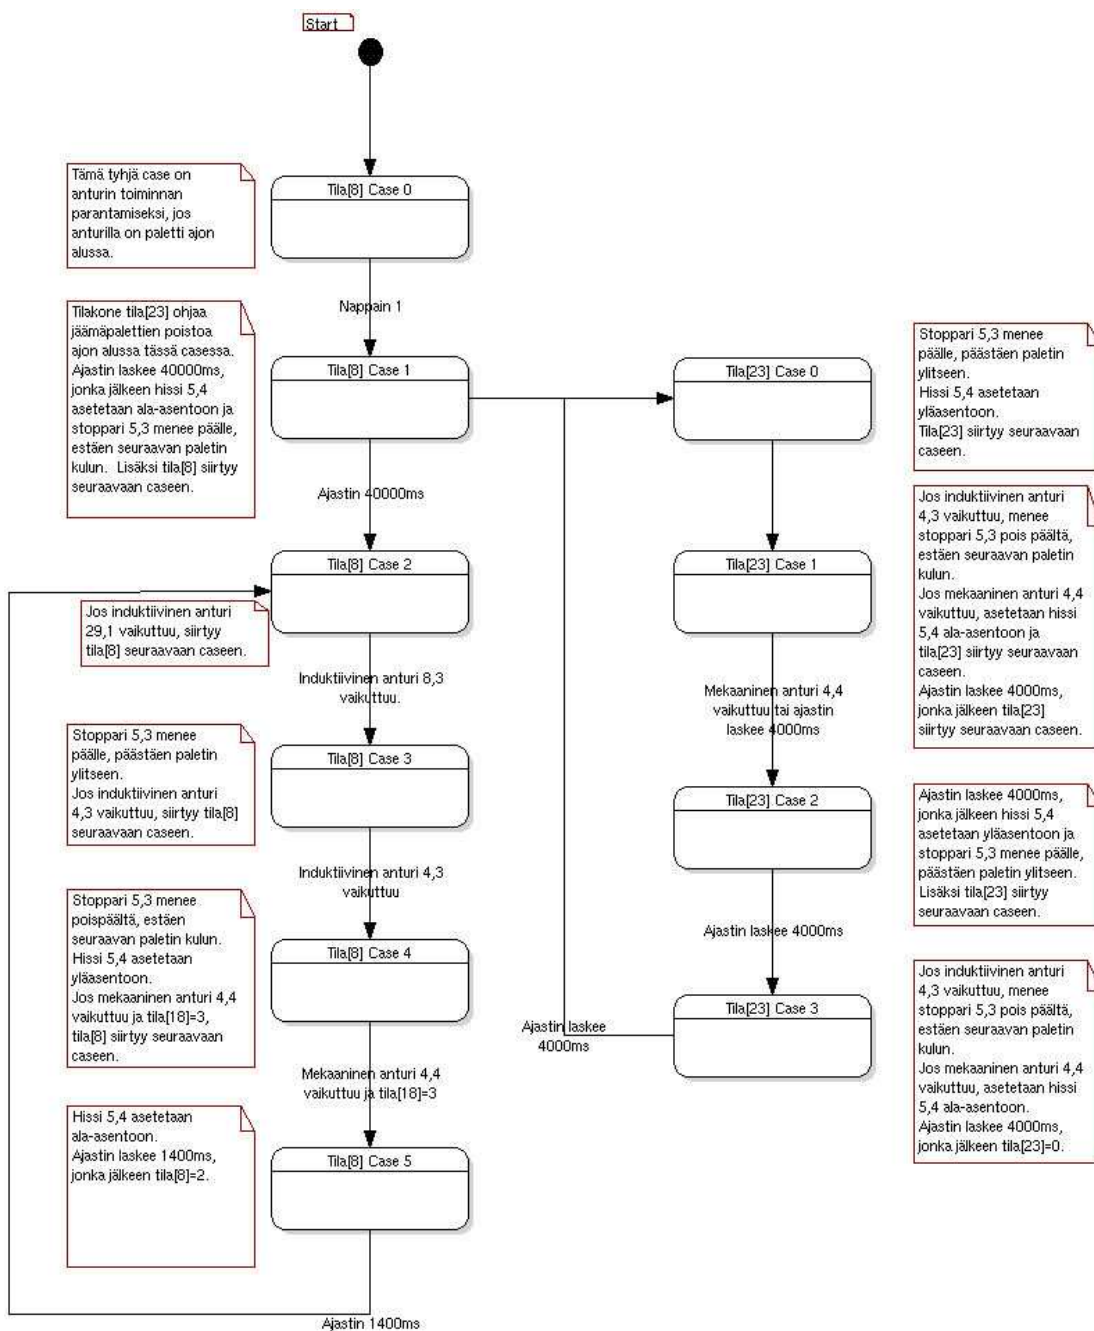 Start
Tämä tyhjä case on
anturin toiminnan
parantamiseksi, jos
anturilla on paletti ajon
alussa.
Tila[8] Case 0
Nappain 1
Tilakone tila[23] ohjaa
jäämäpalettien poistoa
ajon alussa tässä casessa.
Ajastin laskee 40000ms,
jonka jälkeen hissi 5,4
asetetaan ala-asentoon ja
stoppari 5,3 menee päälle,
estäen seuraavan paletin
kulun. Lisäksi tila[8] siirtyy
seuraavaan caseen.
Tila[8] Case 1
Ajastin 40000ms
Tila[8] Case 2
Jos induktiivinen anturi
29,1 vaikuttuu, siirtyy
tila[8] seuraavaan caseen.
Induktiivinen anturi 8,3
vaikuttuu.
Stoppari 5,3 menee
päälle, päästäen paletin
ylitseen.
Jos induktiivinen anturi
4,3 vaikuttuu, siirtyy tila[8]
seuraavaan caseen.
Tila[8] Case 3
Induktiivinen anturi 4,3
vaikuttuu
Stoppari 5,3 menee
poispäältä, estäen
seuraavan paletin kulun.
Hissi 5,4 asetetaan
yläasentoon.
Jos mekaaninen anturi 4,4
vaikuttuu ja tila[18]=3,
tila[8] siirtyy seuraavaan
caseen.
Tila[8] Case 4
Mekaaninen anturi 4,4
vaikuttuu ja tila[18]=3
Hissi 5,4 asetetaan
ala-asentoon.
Ajastin laskee 1400ms,
jonka jälkeen tila[8]=2.
Tila[8] Case 5
Ajastin 1400ms
Tila[23] Case 0
Stoppari 5,3 menee
päälle, päästäen paletin
ylitseen.
Hissi 5,4 asetetaan
yläasentoon.
Tila[23] siirtyy seuraavaan
caseen.
Tila[23] Case 1
Jos induktiivinen anturi
4,3 vaikuttuu, menee
stoppari 5,3 pois päältä,
estäen seuraavan paletin
kulun.
Jos mekaaninen anturi 4,4
vaikuttuu, asetetaan hissi
5,4 ala-asentoon ja
tila[23] siirtyy seuraavaan
caseen.
Ajastin laskee 4000ms,
jonka jälkeen tila[23]
siirtyy seuraavaan caseen.
Mekaaninen anturi 4,4
vaikuttuu tai ajastin
laskee 4000ms
Tila[23] Case 2
Ajastin laskee 4000ms,
jonka jälkeen hissi 5,4
asetetaan yläasentoon ja
stoppari 5,3 menee päälle,
päästäen paletin ylitseen.
Lisäksi tila[23] siirtyy
seuraavaan caseen.
Ajastin laskee 4000ms
Tila[23] Case 3
Jos induktiivinen anturi
4,3 vaikuttuu, menee
stoppari 5,3 pois päältä,
estäen seuraavan paletin
kulun.
Jos mekaaninen anturi 4,4
vaikuttuu, asetetaan hissi
5,4 ala-asentoon.
Ajastin laskee 4000ms,
jonka jälkeen tila[23]=0.
Ajastin laskee
4000ms